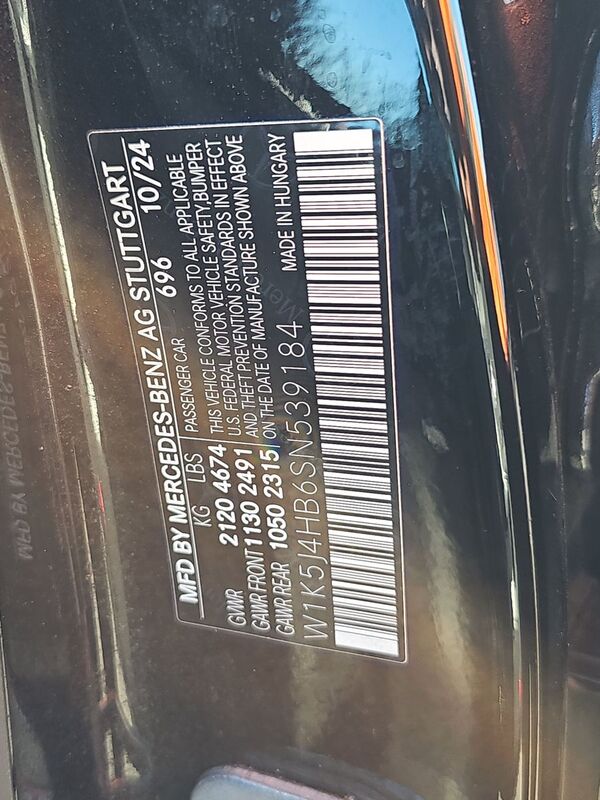 MFD BY MERCEDES-BENZ AG STUTTGART
KG LBS 696 10/24
GVWR 2120 4674
GAWR FRONT 1130 2491
GAWR REAR 1050 2315
PASSENGER CAR
THIS VEHICLE CONFORMS TO ALL APPLICABLE
U.S. FEDERAL MOTOR VEHICLE SAFETY,BUMPER
AND THEFT PREVENTION STANDARDS IN EFFECT
ON THE DATE OF MANUFACTURE SHOWN ABOVE
MADE IN HUNGARY
W1K5J4HB6SN539184